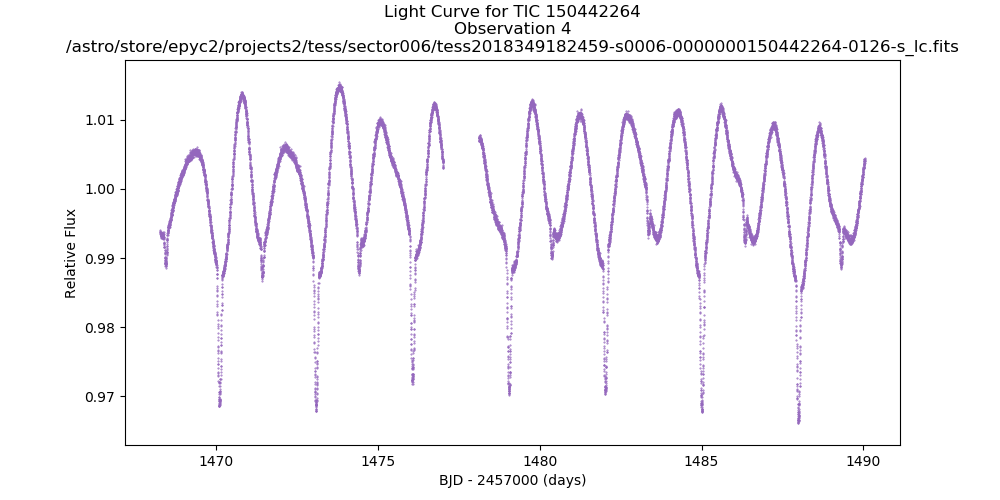 Light Curve for TIC 150442264
Observation 4
/astro/store/epyc2/projects2/tess/sector006/tess2018349182459-s0006-0000000150442264-0126-s_lc.fits
1.01
1.00
0.99
0.98
0.97
Relative Flux
1470
1475
1480
1485
1490
BJD - 2457000 (days)